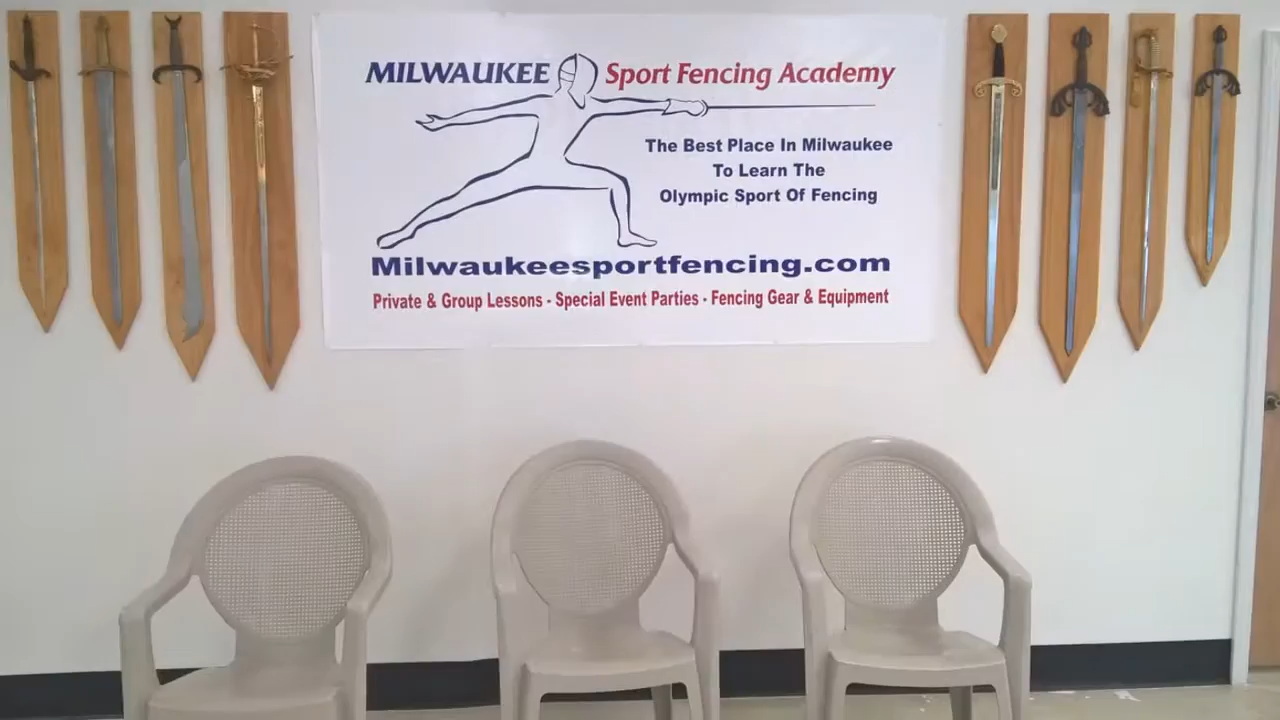 MILWAUKEE Sport Fencing Academy
The Best Place In Milwaukee
To Learn The
Olympic Sport Of Fencing
Milwaukeesportfencing.com
Private & Group Lessons - Special Event Parties - Fencing Gear & Equipment